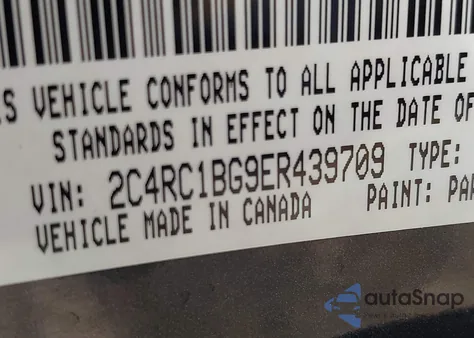 S VEHICLE CONFORMS TO ALL APPLICABLE
STANDARDS IN EFFECT ON THE DATE OF
VIN: 2C4RC1BG9ER439709 TYPE:
VEHICLE MADE IN CANADA PAINT: PA
autoSnap